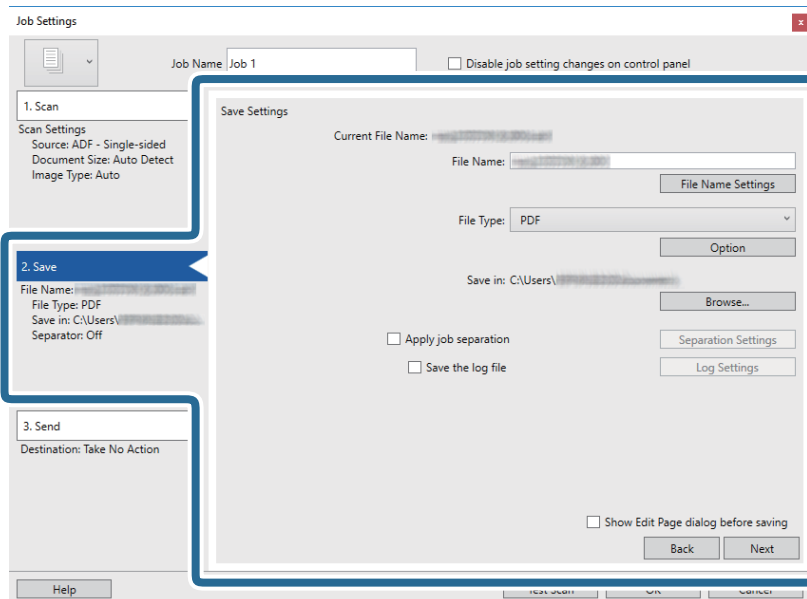 Job Settings
x
Job Name Job 1
Disable job setting changes on control panel
1. Scan
Scan Settings
Source: ADF - Single-sided
Document Size: Auto Detect
Image Type: Auto
2. Save
File Name:
File Type: PDF
Save in: C:\Users\
Separator: Off
3. Send
Destination: Take No Action
Save Settings
Current File Name:
File Name:
File Name Settings
File Type: PDF
Option
Save in: C:\Users\
Browse...
Apply job separation
Separation Settings
Save the log file
Log Settings
Show Edit Page dialog before saving
Back
Next
Help
Test Scan
OK
Cancel